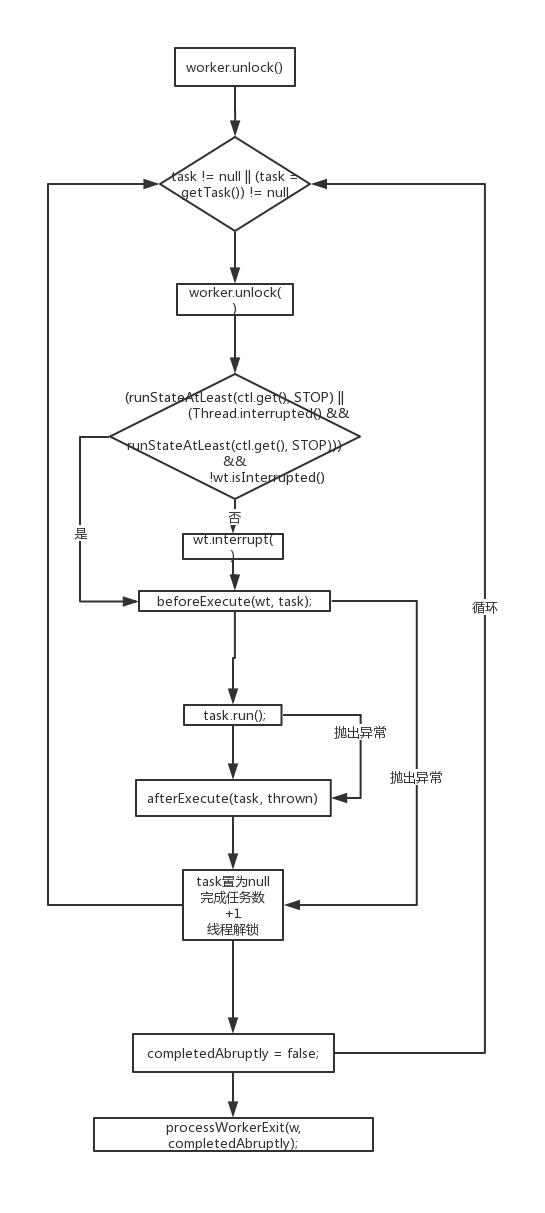 worker.unlock()
task != null || (task =
getTask()) != null
worker.unlock(
)
(runStateAtLeast(ctl.get(), STOP) ||
(Thread.interrupted() &&
runStateAtLeast(ctl.get(), STOP)))
&&
!wt.isInterrupted()
否
是
wt.interrupt(
)
beforeExecute(wt, task);
循环
task.run();
抛出异常
抛出异常
afterExecute(task, thrown)
task置为null
完成任务数
+1
线程解锁
completedAbruptly = false;
processWorkerExit(w,
completedAbruptly);